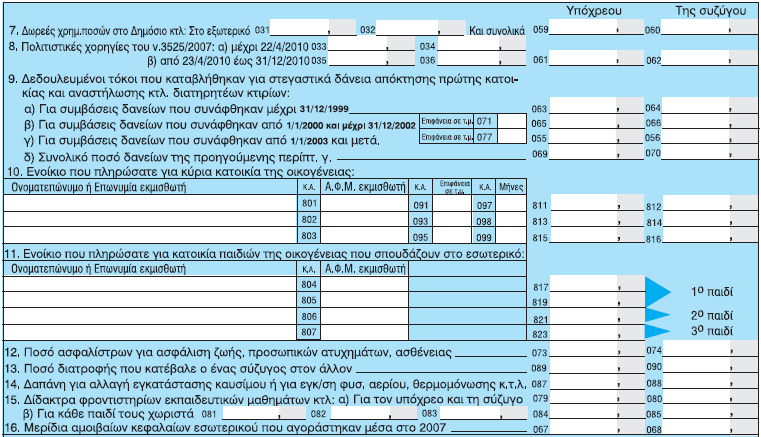 Υπόχρεου Της συζύγου
7. Δωρεές χρημ.ποσών στο Δημόσιο κτλ: Στο εξωτερικό 031 , 032 , Και συνολικά 059 , 060 ,
8. Πολιτιστικές χορηγίες του ν.3525/2007: α) μέχρι 22/4/2010 033 034
β) από 23/4/2010 έως 31/12/2010 035 036 061 , 062 ,
9. Δεδουλευμένοι τόκοι που καταβλήθηκαν για στεγαστικά δάνεια απόκτησης πρώτης κατοι-
κίας και αναστήλωσης κτλ. διατηρητέων κτιρίων:
α) Για συμβάσεις δανείων που συνάφθηκαν μέχρι 31/12/1999 063 , 064 ,
β) Για συμβάσεις δανείων που συνάφθηκαν από 1/1/2000 και μέχρι 31/12/2002 Επιφάνεια σε τ.μ. 071 065 , 066 ,
γ) Για συμβάσεις δανείων που συνάφθηκαν από 1/1/2003 και μετά. Επιφάνεια σε τ.μ. 077 055 , 056 ,
δ) Συνολικό ποσό δανείων της προηγούμενης περίπτ. γ. 069 , 070 ,
10. Ενοίκιο που πληρώσατε για κύρια κατοικία της οικογένειας:
Ονοματεπώνυμο ή Επωνυμία εκμισθωτή Κ.Α. Α.Φ.Μ. εκμισθωτή Κ.Α. Επιφάνεια σε τ.μ. Κ.Α. Μήνες
801 091 097 811 , 812 ,
802 093 098 813 , 814 ,
803 095 099 815 , 816 ,
11. Ενοίκιο που πληρώσατε για κατοικία παιδιών της οικογένειας που σπουδάζουν στο εσωτερικό:
Ονοματεπώνυμο ή Επωνυμία εκμισθωτή Κ.Α. Α.Φ.Μ. εκμισθωτή
804 817 ,
1ο παιδί
805 819 ,
806 821 , 2ο παιδί
807 823 , 3ο παιδί
12. Ποσό ασφαλίστρων για ασφάλιση ζωής, προσωπικών ατυχημάτων, ασθένειας 073 , 074 ,
13. Ποσό διατροφής που κατέβαλε ο ένας σύζυγος στον άλλον 089 , 090 ,
14. Δαπάνη για αλλαγή εγκατάστασης καυσίμου ή για εγκ/ση φυσ, αερίου, θερμομόνωσης κ.τ.λ. 087 , 088 ,
15. Δίδακτρα φροντιστηρίων εκπαιδευτικών μαθημάτων κτλ: α) Για τον υπόχρεο και τη σύζυγο 079 , 080 ,
β) Για κάθε παιδί τους χωριστά 081 , 082 , 083 , 084 , 085 ,
16. Μερίδια αμοιβαίων κεφαλαίων εσωτερικού που αγοράστηκαν μέσα στο 2007 067 , 068 ,